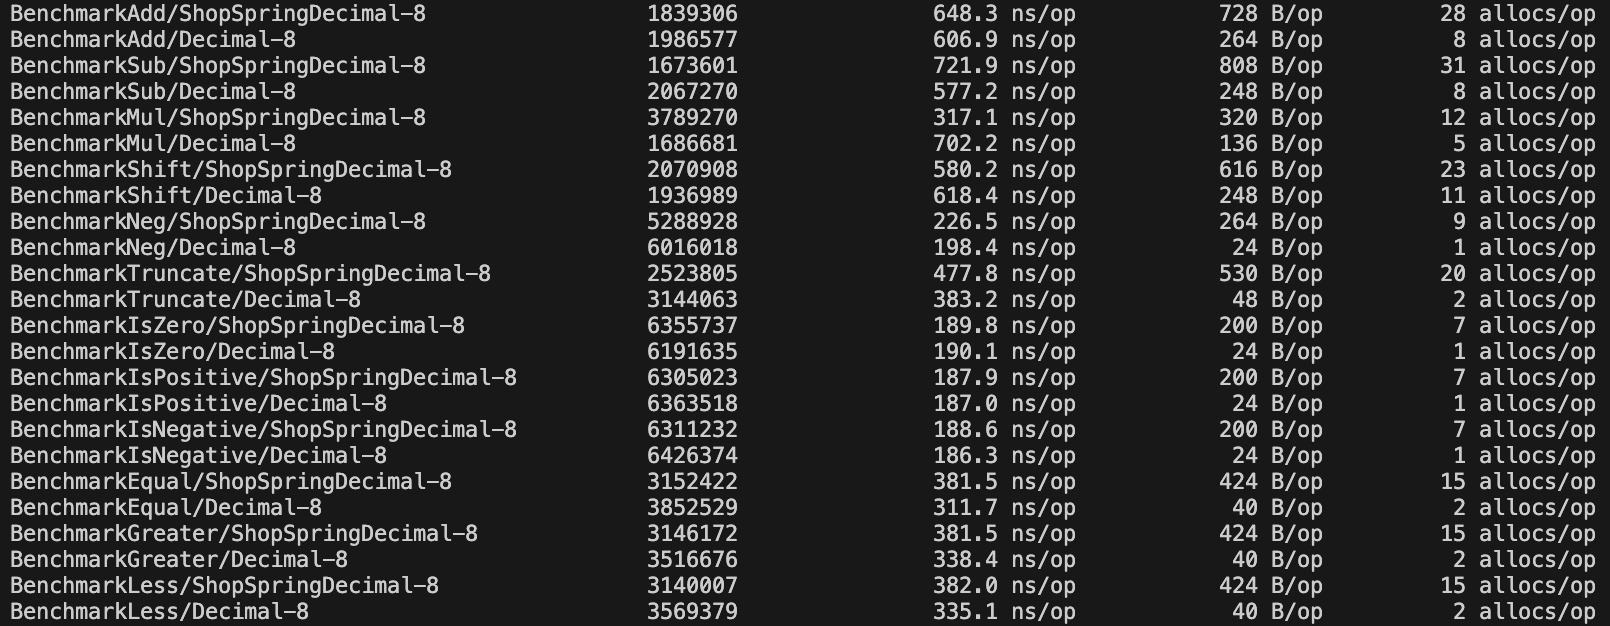 BenchmarkAdd/ShopSpringDecimal-8 1839306 648.3 ns/op 728 B/op 28 allocs/op
BenchmarkAdd/Decimal-8 1986577 606.9 ns/op 264 B/op 8 allocs/op
BenchmarkSub/ShopSpringDecimal-8 1673601 721.9 ns/op 808 B/op 31 allocs/op
BenchmarkSub/Decimal-8 2067270 577.2 ns/op 248 B/op 8 allocs/op
BenchmarkMul/ShopSpringDecimal-8 3789270 317.1 ns/op 320 B/op 12 allocs/op
BenchmarkMul/Decimal-8 1686681 702.2 ns/op 136 B/op 5 allocs/op
BenchmarkShift/ShopSpringDecimal-8 2070908 580.2 ns/op 616 B/op 23 allocs/op
BenchmarkShift/Decimal-8 1936989 618.4 ns/op 248 B/op 11 allocs/op
BenchmarkNeg/ShopSpringDecimal-8 5288928 226.5 ns/op 264 B/op 9 allocs/op
BenchmarkNeg/Decimal-8 6016018 198.4 ns/op 24 B/op 1 allocs/op
BenchmarkTruncate/ShopSpringDecimal-8 2523805 477.8 ns/op 530 B/op 20 allocs/op
BenchmarkTruncate/Decimal-8 3144063 383.2 ns/op 48 B/op 2 allocs/op
BenchmarkIsZero/ShopSpringDecimal-8 6355737 189.8 ns/op 200 B/op 7 allocs/op
BenchmarkIsZero/Decimal-8 6191635 190.1 ns/op 24 B/op 1 allocs/op
BenchmarkIsPositive/ShopSpringDecimal-8 6305023 187.9 ns/op 200 B/op 7 allocs/op
BenchmarkIsPositive/Decimal-8 6363518 187.0 ns/op 24 B/op 1 allocs/op
BenchmarkIsNegative/ShopSpringDecimal-8 6311232 188.6 ns/op 200 B/op 7 allocs/op
BenchmarkIsNegative/Decimal-8 6426374 186.3 ns/op 24 B/op 1 allocs/op
BenchmarkEqual/ShopSpringDecimal-8 3152422 381.5 ns/op 424 B/op 15 allocs/op
BenchmarkEqual/Decimal-8 3852529 311.7 ns/op 40 B/op 2 allocs/op
BenchmarkGreater/ShopSpringDecimal-8 3146172 381.5 ns/op 424 B/op 15 allocs/op
BenchmarkGreater/Decimal-8 3516676 338.4 ns/op 40 B/op 2 allocs/op
BenchmarkLess/ShopSpringDecimal-8 3140007 382.0 ns/op 424 B/op 15 allocs/op
BenchmarkLess/Decimal-8 3569379 335.1 ns/op 40 B/op 2 allocs/op